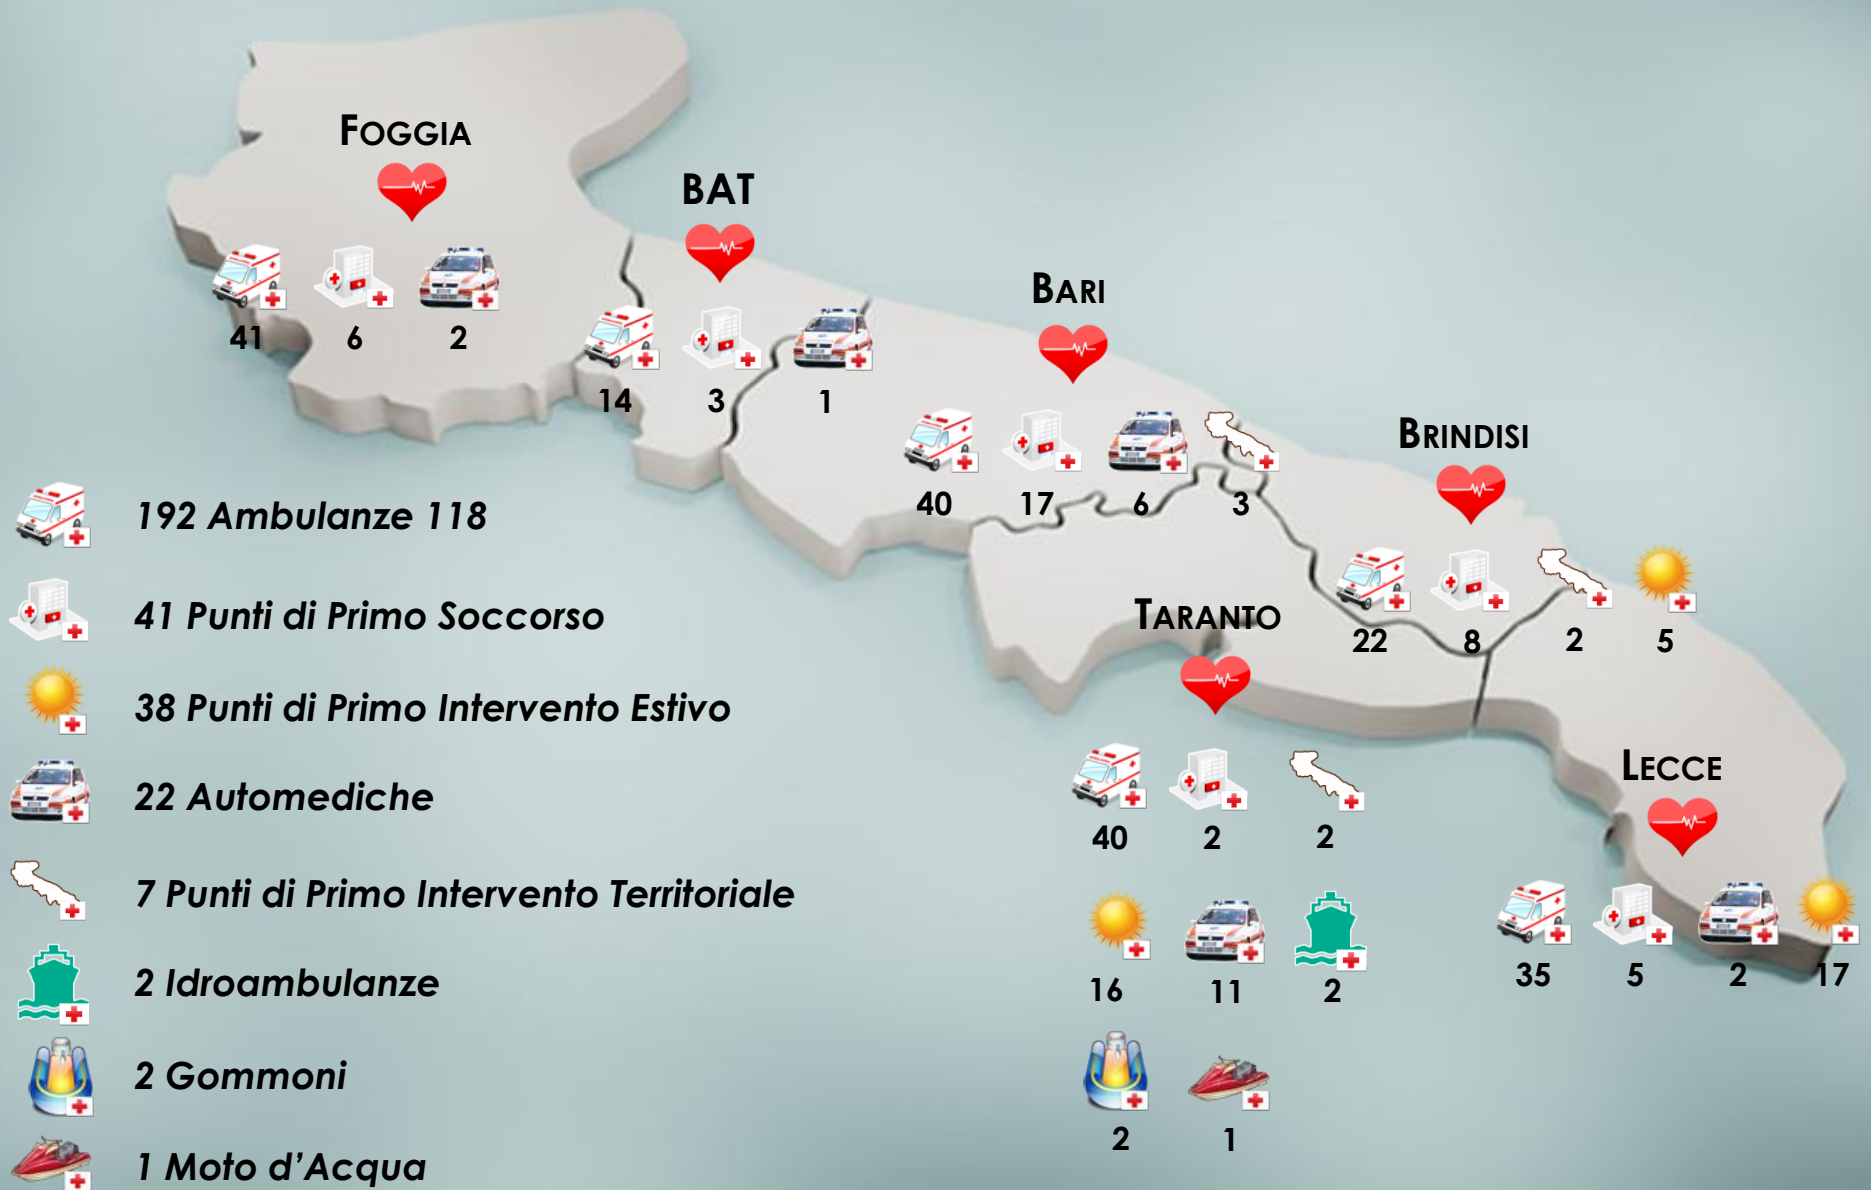 FOGGIA
41 6 2
BAT
14 3 1
BARI
40 17 6 3
BRINDISI
22 8 2 5
TARANTO
40 2 2
16 11 2
2 1
LECCE
35 5 2 17
192 Ambulanze 118
41 Punti di Primo Soccorso
38 Punti di Primo Intervento Estivo
22 Automediche
7 Punti di Primo Intervento Territoriale
2 Idroambulanze
2 Gommoni
1 Moto d’Acqua